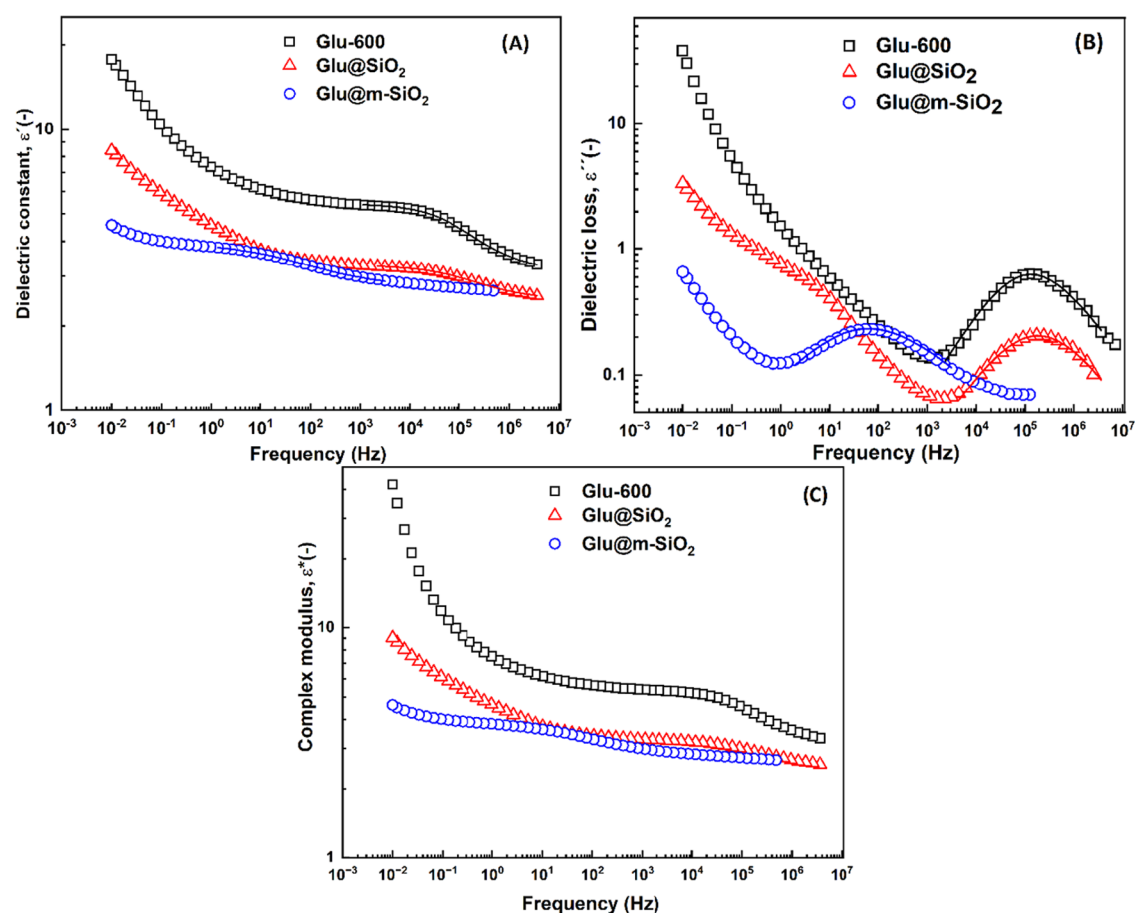 (A)
Glu-600
Glu@SiO₂
Glu@m-SiO₂
Dielectric constant, ε´(-)
10
1
10⁻³ 10⁻² 10⁻¹ 10⁰ 10¹ 10² 10³ 10⁴ 10⁵ 10⁶ 10⁷
Frequency (Hz)
(B)
Glu-600
Glu@SiO₂
Glu@m-SiO₂
Dielectric loss, ε´´(-)
10
1
0.1
10⁻³ 10⁻² 10⁻¹ 10⁰ 10¹ 10² 10³ 10⁴ 10⁵ 10⁶ 10⁷
Frequency (Hz)
(C)
Glu-600
Glu@SiO₂
Glu@m-SiO₂
Complex modulus, ε*(-)
10
1
10⁻³ 10⁻² 10⁻¹ 10⁰ 10¹ 10² 10³ 10⁴ 10⁵ 10⁶ 10⁷
Frequency (Hz)